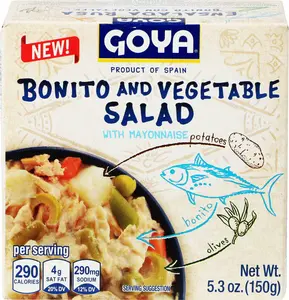 NEW!
GOYA
PRODUCT OF SPAIN
BONITO AND VEGETABLE
SALAD
WITH MAYONNAISE
potatoes
bonito
olives
per serving
290
CALORIES
4g
SAT FAT
20% DV
290mg
SODIUM
12% DV
SERVING SUGGESTION
Net Wt.
5.3 oz. (150g)